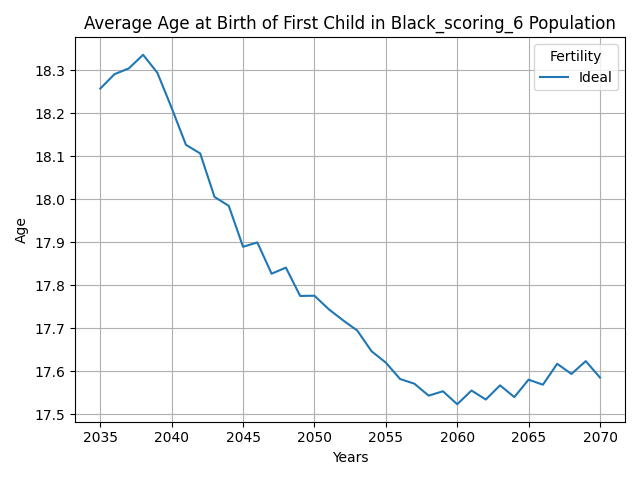 Average Age at Birth of First Child in Black_scoring_6 Population
Fertility
Ideal
18.3
18.2
18.1
18.0
17.9
17.8
17.7
17.6
17.5
Age
2035 2040 2045 2050 2055 2060 2065 2070
Years